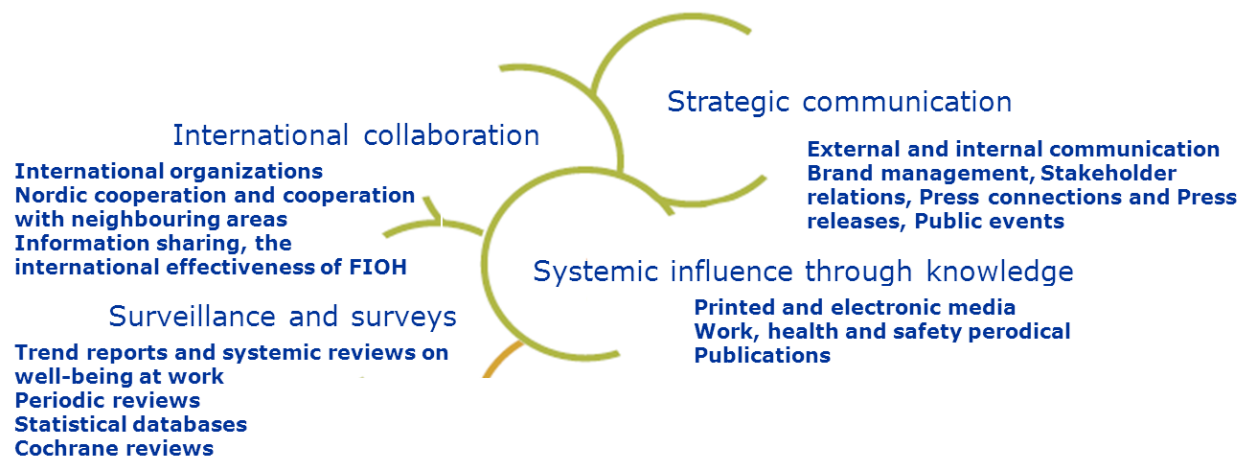 International collaboration
International organizations
Nordic cooperation and cooperation
with neighbouring areas
Information sharing, the
international effectiveness of FIOH
Strategic communication
External and internal communication
Brand management, Stakeholder
relations, Press connections and Press
releases, Public events
Surveillance and surveys
Trend reports and systemic reviews on
well-being at work
Periodic reviews
Statistical databases
Cochrane reviews
Systemic influence through knowledge
Printed and electronic media
Work, health and safety perodical
Publications